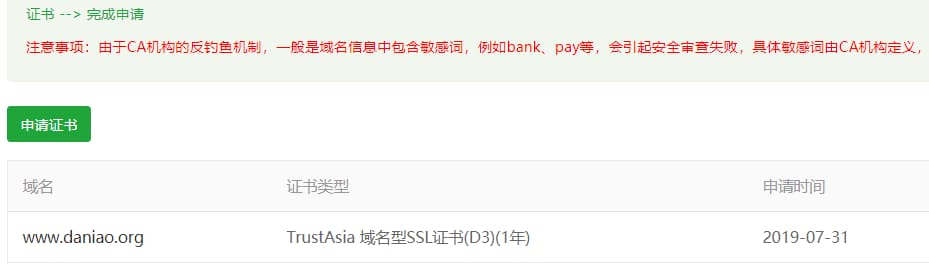 证书 --> 完成申请
注意事项：由于CA机构的反钓鱼机制，一般是域名信息中包含敏感词，例如bank、pay等，会引起安全审查失败，具体敏感词由CA机构定义，
申请证书
域名 证书类型 申请时间
www.daniao.org TrustAsia 域名型SSL证书(D3)(1年) 2019-07-31